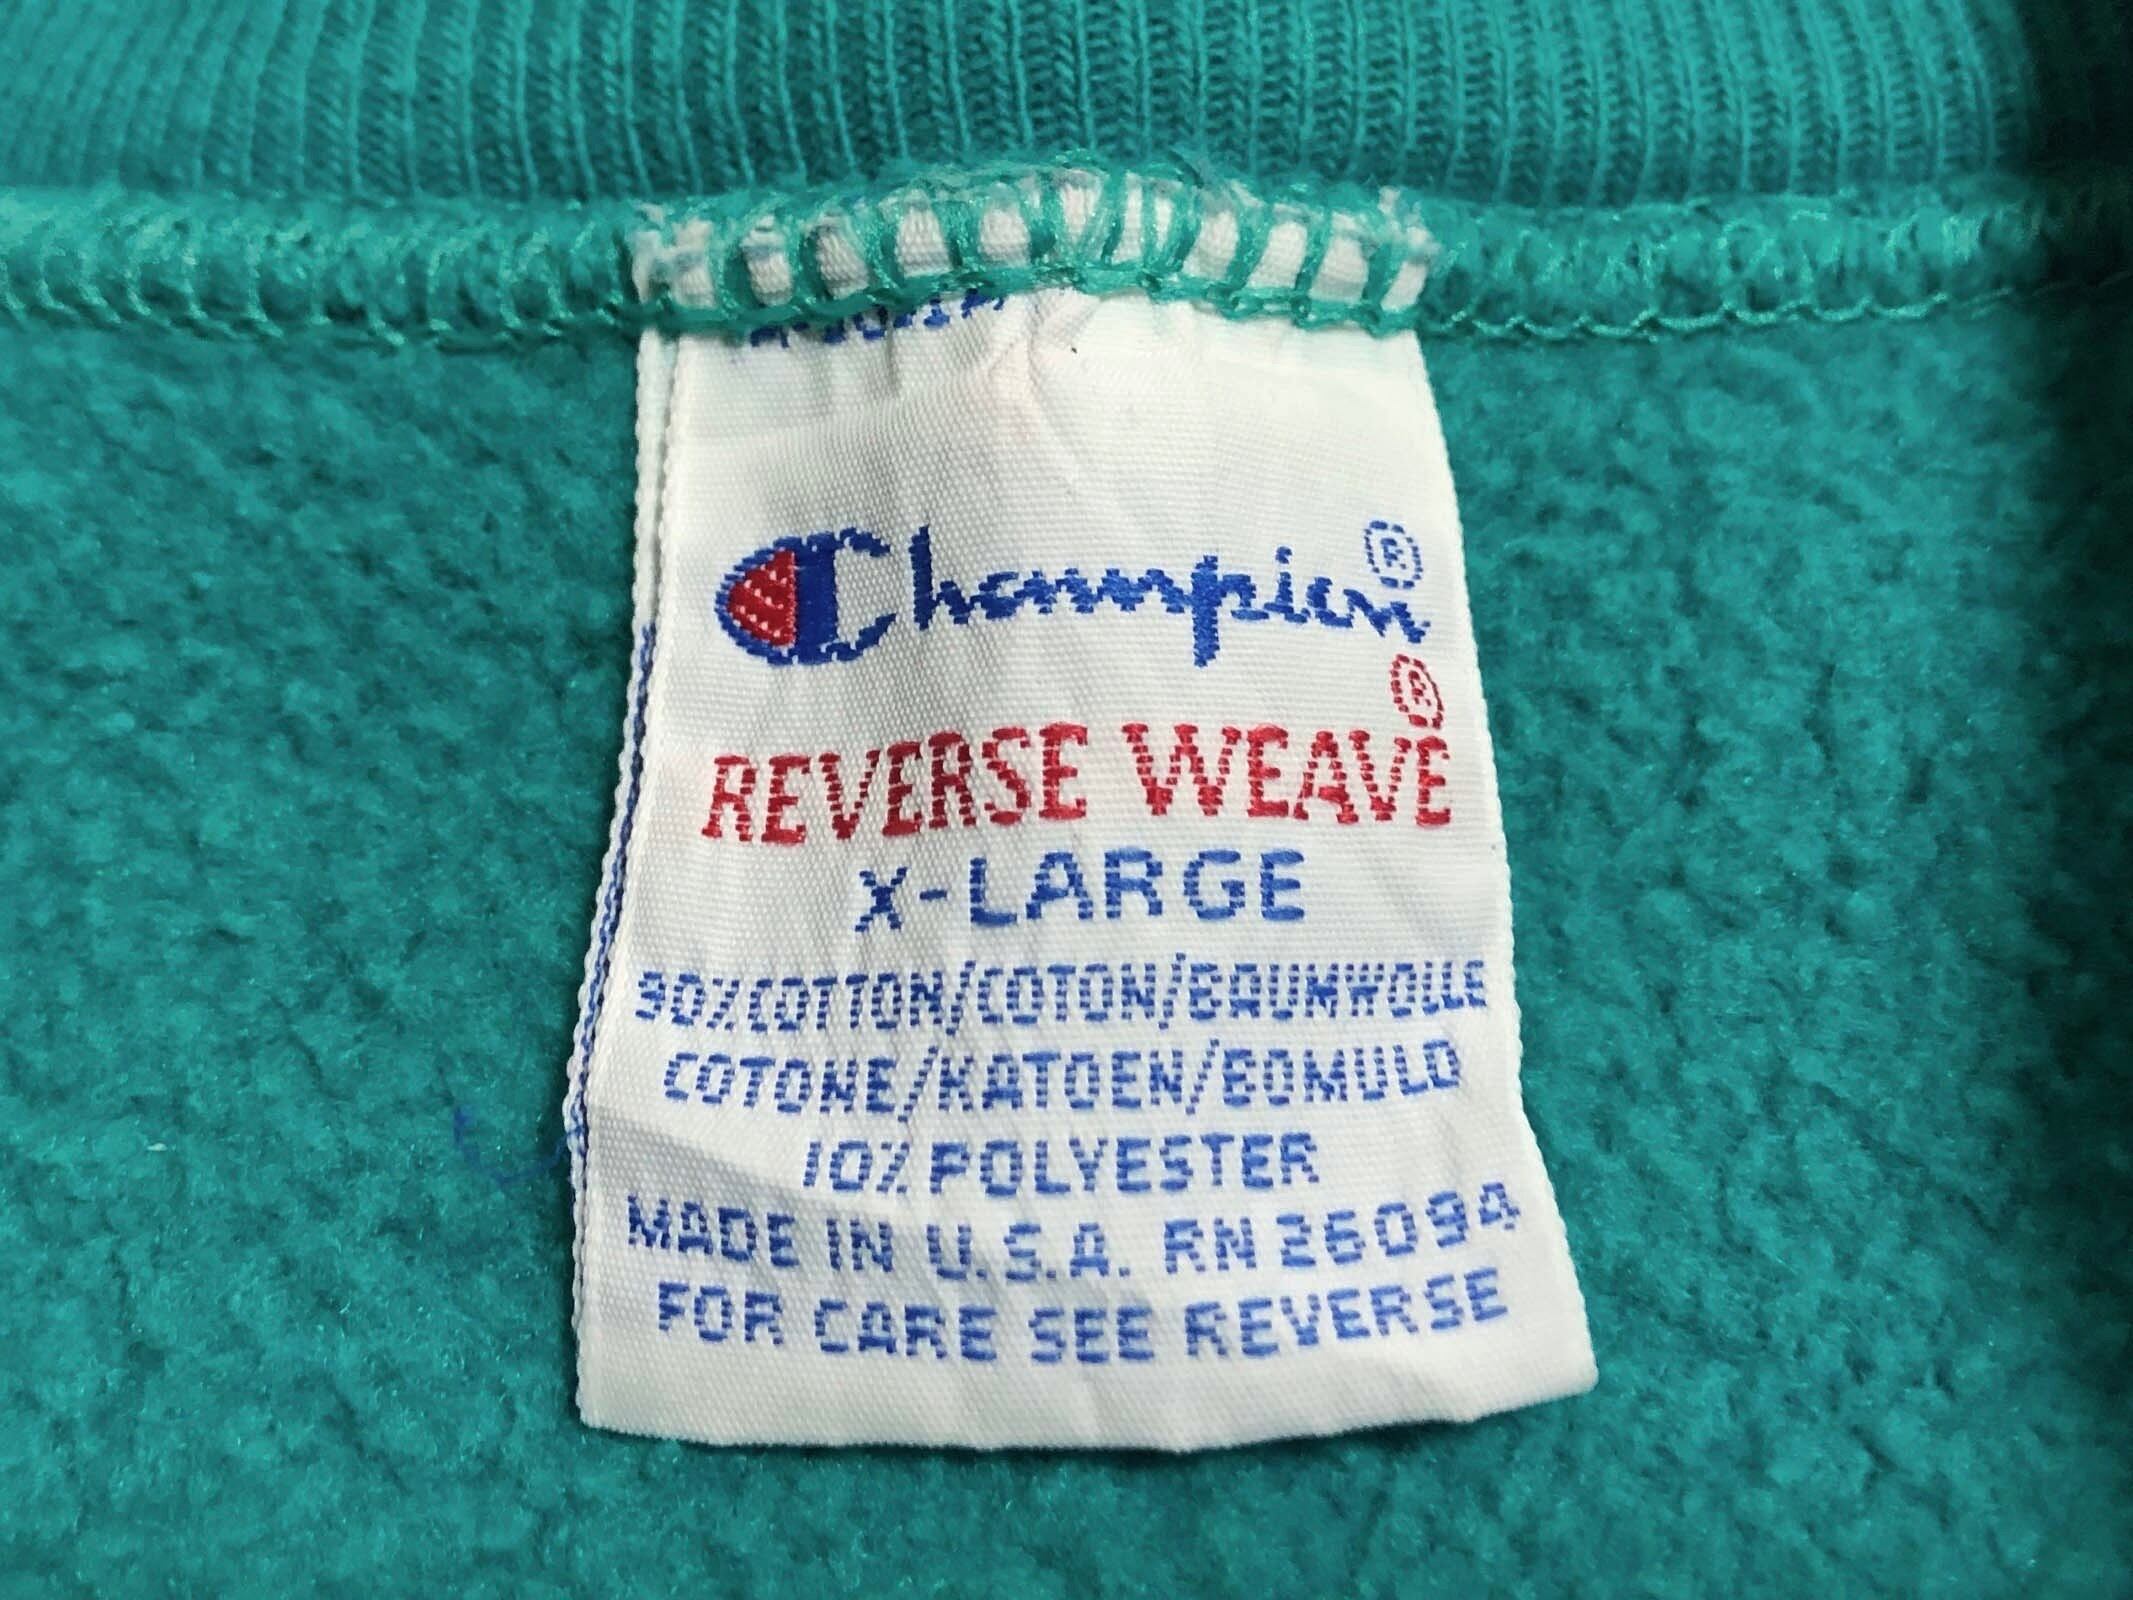 Champion®
REVERSE WEAVE®
X-LARGE
90% COTTON/COTON/BAUMWOLLE
COTONE/KATOEN/BOMULD
10% POLYESTER
MADE IN U.S.A. RN 26094
FOR CARE SEE REVERSE